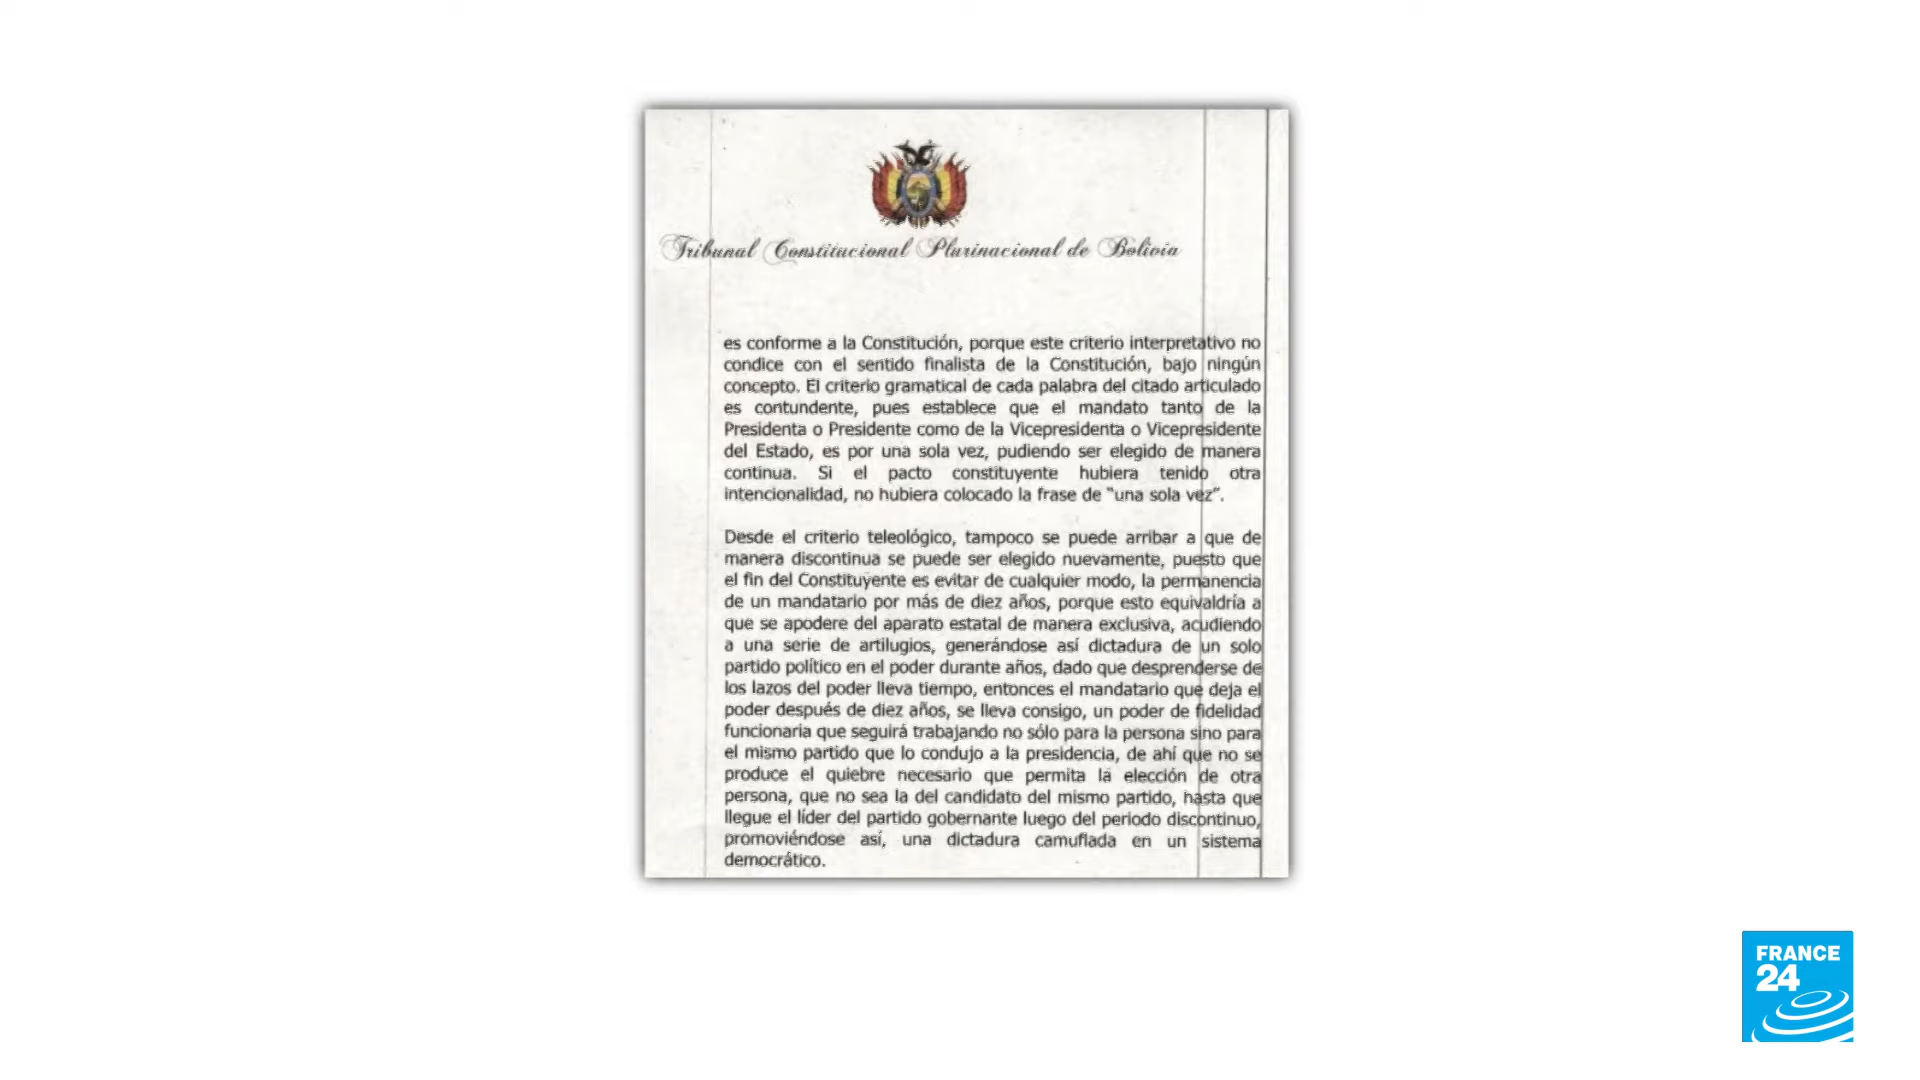 Tribunal Constitucional Plurinacional de Bolivia
es conforme a la Constitución, porque este criterio interpretativo no
condice con el sentido finalista de la Constitución, bajo ningún
concepto. El criterio gramatical de cada palabra del citado articulado
es contundente, pues establece que el mandato tanto de la
Presidenta o Presidente como de la Vicepresidenta o Vicepresidente
del Estado, es por una sola vez, pudiendo ser elegido de manera
continua. Si el pacto constituyente hubiera tenido otra
intencionalidad, no hubiera colocado la frase de "una sola vez".
Desde el criterio teleológico, tampoco se puede arribar a que de
manera discontinua se puede ser elegido nuevamente, puesto que
el fin del Constituyente es evitar de cualquier modo, la permanencia
de un mandatario por más de diez años, porque esto equivaldría a
que se apodere del aparato estatal de manera exclusiva, acudiendo
a una serie de artilugios, generándose así dictadura de un solo
partido político en el poder durante años, dado que desprenderse de
los lazos del poder lleva tiempo, entonces el mandatario que deja el
poder después de diez años, se lleva consigo, un poder de fidelidad
funcionaria que seguirá trabajando no sólo para la persona sino para
el mismo partido que lo condujo a la presidencia, de ahí que no se
produce el quiebre necesario que permita la elección de otra
persona, que no sea la del candidato del mismo partido, hasta que
llegue el líder del partido gobernante luego del periodo discontinuo,
promoviéndose así, una dictadura camuflada en un sistema
democrático.
FRANCE
24